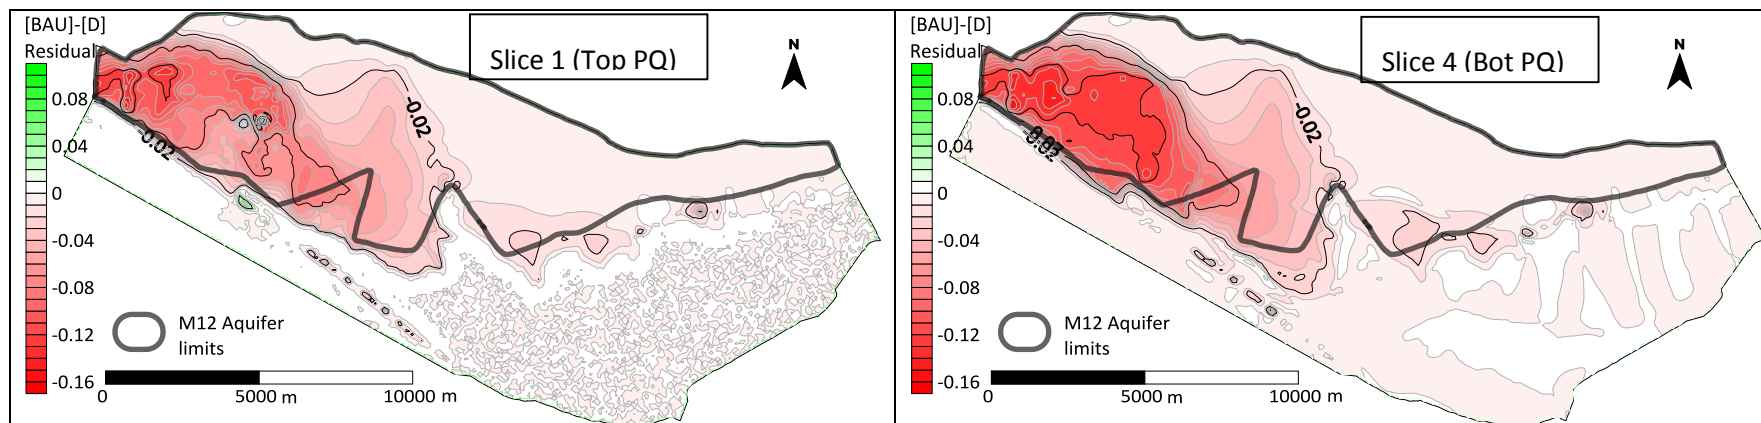 [BAU]-[D]
Residual
Slice 1 (Top PQ)
N
0.08
0.04
0
-0.04
-0.08
-0.12
-0.16
-0.02
-0.02
M12 Aquifer
limits
0
5000 m
10000 m
[BAU]-[D]
Residual
Slice 4 (Bot PQ)
N
0.08
0.04
0
-0.04
-0.08
-0.12
-0.16
-0.02
M12 Aquifer
limits
0
5000 m
10000 m